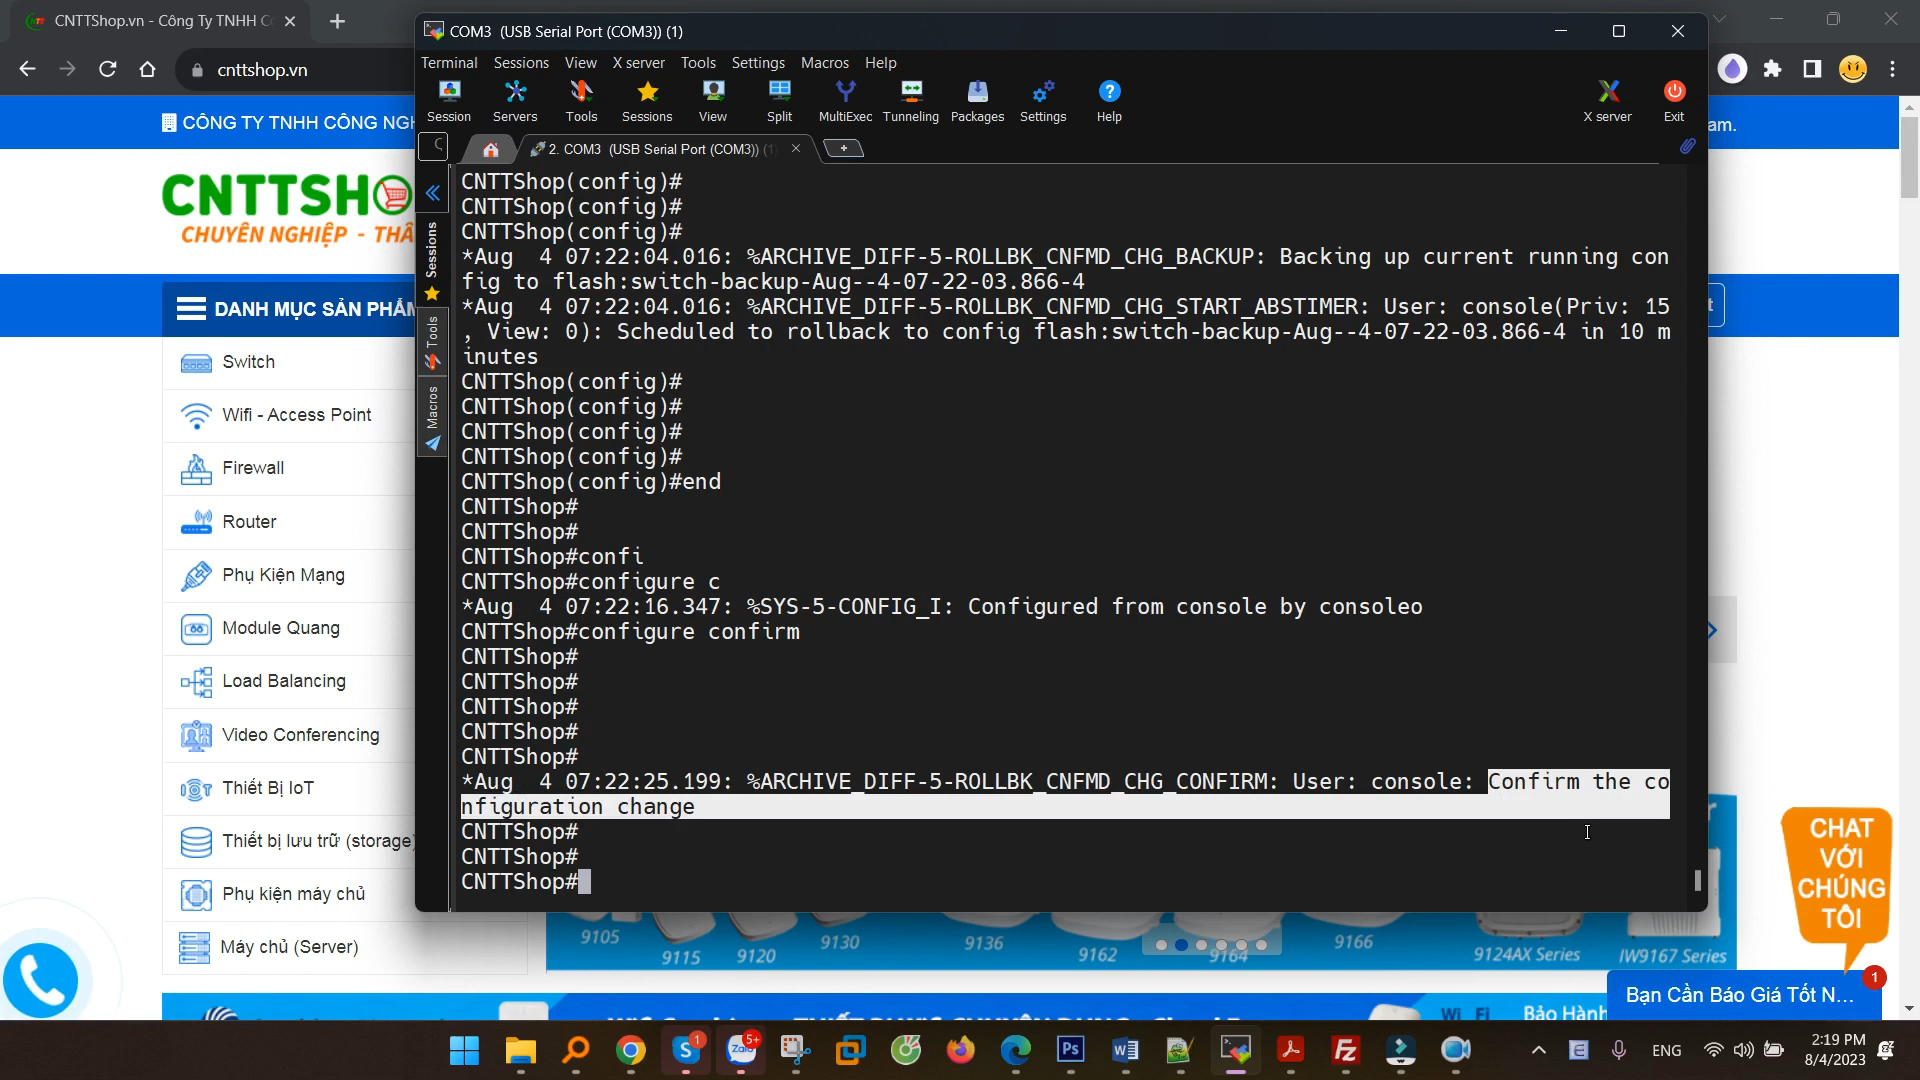 CNTTShop.vn - Công Ty TNHH C
cnttshop.vn
COM3 (USB Serial Port (COM3)) (1)
Terminal Sessions View X server Tools Settings Macros Help
Session Servers Tools Sessions View Split MultiExec Tunneling Packages Settings Help X server Exit
2. COM3 (USB Serial Port (COM3)) (1)
Sessions
Tools
Macros
CNTTShop(config)#
CNTTShop(config)#
CNTTShop(config)#
*Aug  4 07:22:04.016: %ARCHIVE_DIFF-5-ROLLBK_CNFMD_CHG_BACKUP: Backing up current running con
fig to flash:switch-backup-Aug--4-07-22-03.866-4
*Aug  4 07:22:04.016: %ARCHIVE_DIFF-5-ROLLBK_CNFMD_CHG_START_ABSTIMER: User: console(Priv: 15
, View: 0): Scheduled to rollback to config flash:switch-backup-Aug--4-07-22-03.866-4 in 10 m
inutes
CNTTShop(config)#
CNTTShop(config)#
CNTTShop(config)#
CNTTShop(config)#
CNTTShop(config)#end
CNTTShop#
CNTTShop#
CNTTShop#confi
CNTTShop#configure c
*Aug  4 07:22:16.347: %SYS-5-CONFIG_I: Configured from console by consoleo
CNTTShop#configure confirm
CNTTShop#
CNTTShop#
CNTTShop#
CNTTShop#
CNTTShop#
*Aug  4 07:22:25.199: %ARCHIVE_DIFF-5-ROLLBK_CNFMD_CHG_CONFIRM: User: console: Confirm the co
nfiguration change
CNTTShop#
CNTTShop#
CNTTShop#
CÔNG TY TNHH CÔNG NGH
am.
CNTTSHO
CHUYÊN NGHIỆP - THÂ
DANH MỤC SẢN PHẨM
t
Switch
Wifi - Access Point
Firewall
Router
Phụ Kiện Mạng
Module Quang
Load Balancing
Video Conferencing
Thiết Bị IoT
Thiết bị lưu trữ (storage)
Phụ kiện máy chủ
Máy chủ (Server)
9105 9115 9120 9130 9136 9162 9164 9166 9124AX Series IW9167 Series
CHAT
VỚI
CHÚNG
TÔI
1
Bạn Cần Báo Giá Tốt N...
Wi Fi Bảo Hành
1
Zalo
5+
Ps
ENG
2:19 PM
8/4/2023